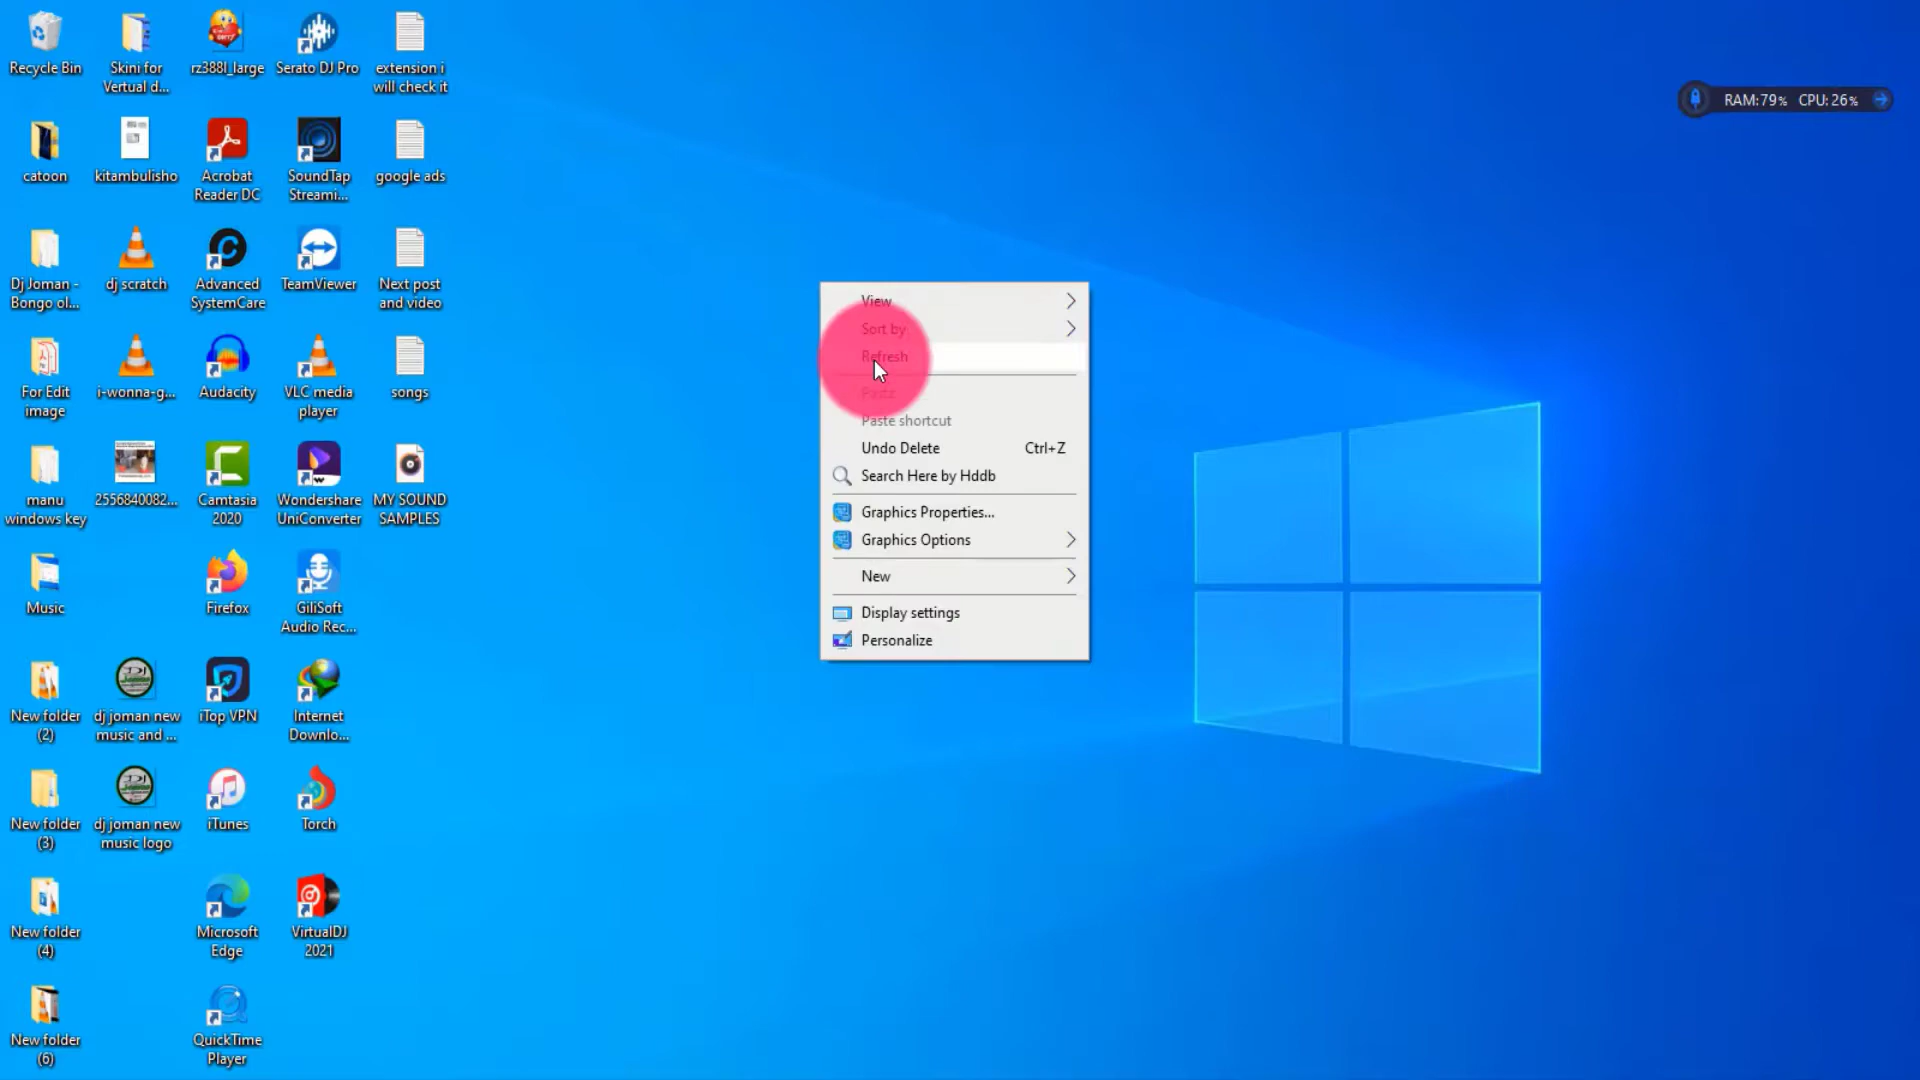 Recycle Bin
Skini for
Vertual d...
rz388l_large
Serato DJ Pro
extension i
will check it
RAM:79% CPU:26%
catoon
kitambulisho
Acrobat
Reader DC
SoundTap
Streami...
google ads
Dj Joman -
Bongo ol...
dj scratch
Advanced
SystemCare
TeamViewer
Next post
and video
For Edit
image
i-wonna-g...
Audacity
VLC media
player
songs
manu
windows key
2556840082...
Camtasia
2020
Wondershare
UniConverter
MY SOUND
SAMPLES
Music
Firefox
GiliSoft
Audio Rec...
New folder
(2)
dj joman new
music and ...
iTop VPN
Internet
Downlo...
New folder
(3)
dj joman new
music logo
iTunes
Torch
New folder
(4)
Microsoft
Edge
VirtualDJ
2021
New folder
(6)
QuickTime
Player
View
Sort by
Refresh
Paste
Paste shortcut
Undo Delete Ctrl+Z
Search Here by Hddb
Graphics Properties...
Graphics Options
New
Display settings
Personalize